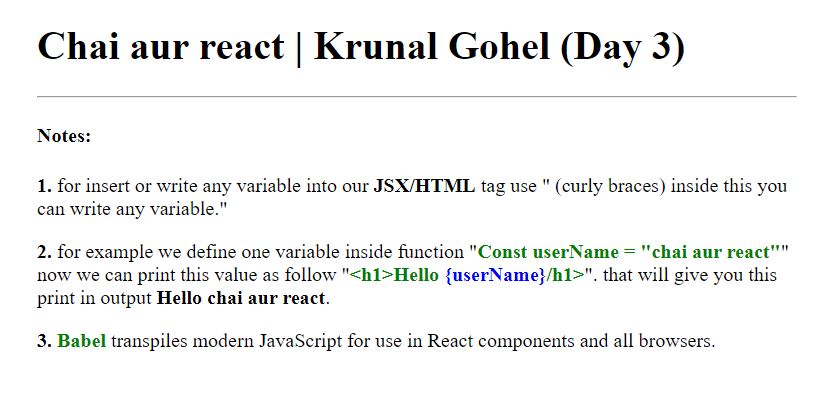 Chai aur react | Krunal Gohel (Day 3)
Notes:
1. for insert or write any variable into our JSX/HTML tag use " (curly braces) inside this you
can write any variable."
2. for example we define one variable inside function "Const userName = "chai aur react""
now we can print this value as follow "<h1>Hello {userName}/h1>". that will give you this
print in output Hello chai aur react.
3. Babel transpiles modern JavaScript for use in React components and all browsers.